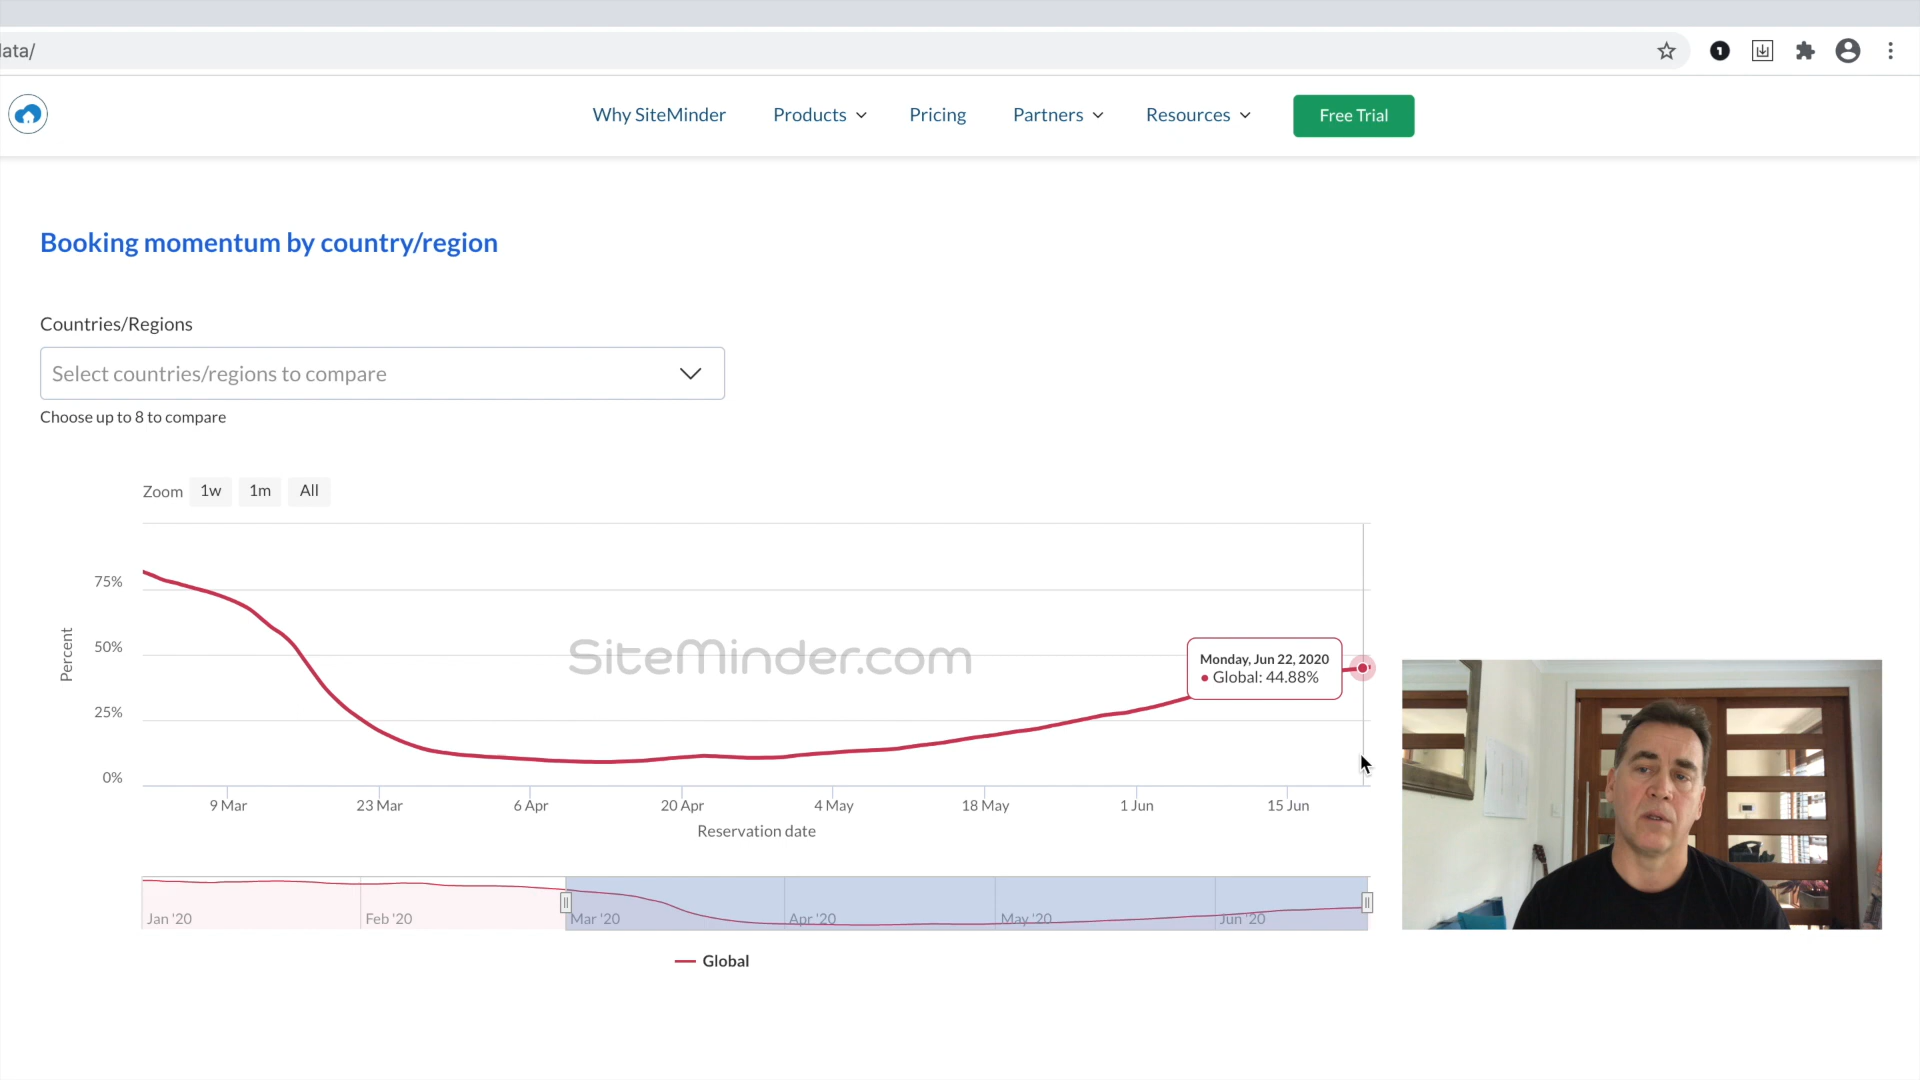 lata/
1
Why SiteMinder Products Pricing Partners Resources Free Trial
Booking momentum by country/region
Countries/Regions
Select countries/regions to compare
Choose up to 8 to compare
Zoom 1w 1m All
75%
50%
25%
0%
Percent
SiteMinder.com
Monday, Jun 22, 2020
Global: 44.88%
9 Mar 23 Mar 6 Apr 20 Apr 4 May 18 May 1 Jun 15 Jun
Reservation date
Jan '20 Feb '20 Mar '20 Apr '20 May '20 Jun '20
Global